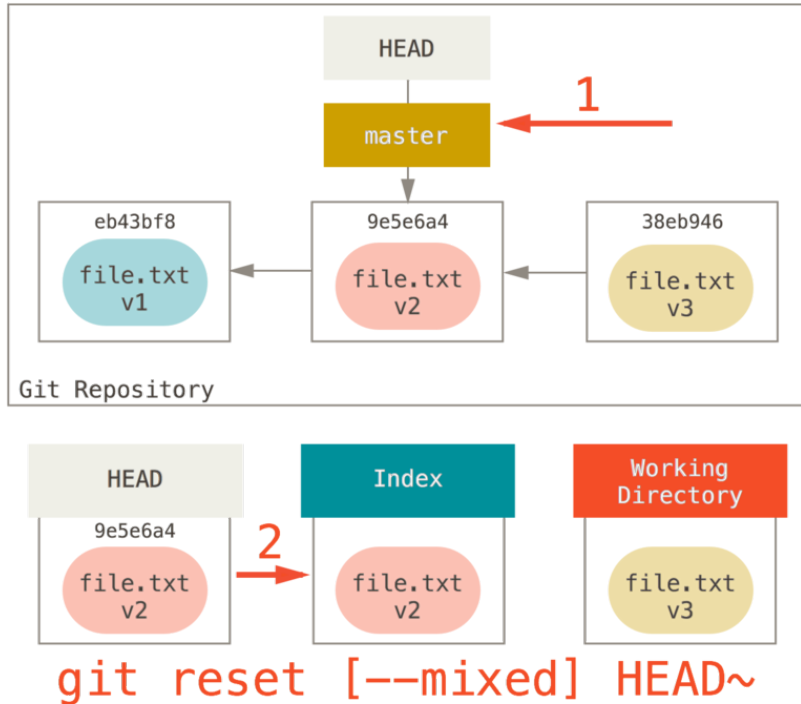 HEAD
1
master
eb43bf8
9e5e6a4
38eb946
file.txt
v1
file.txt
v2
file.txt
v3
Git Repository
HEAD
Index
Working
Directory
9e5e6a4
file.txt
v2
2
file.txt
v2
file.txt
v3
git reset [--mixed] HEAD~